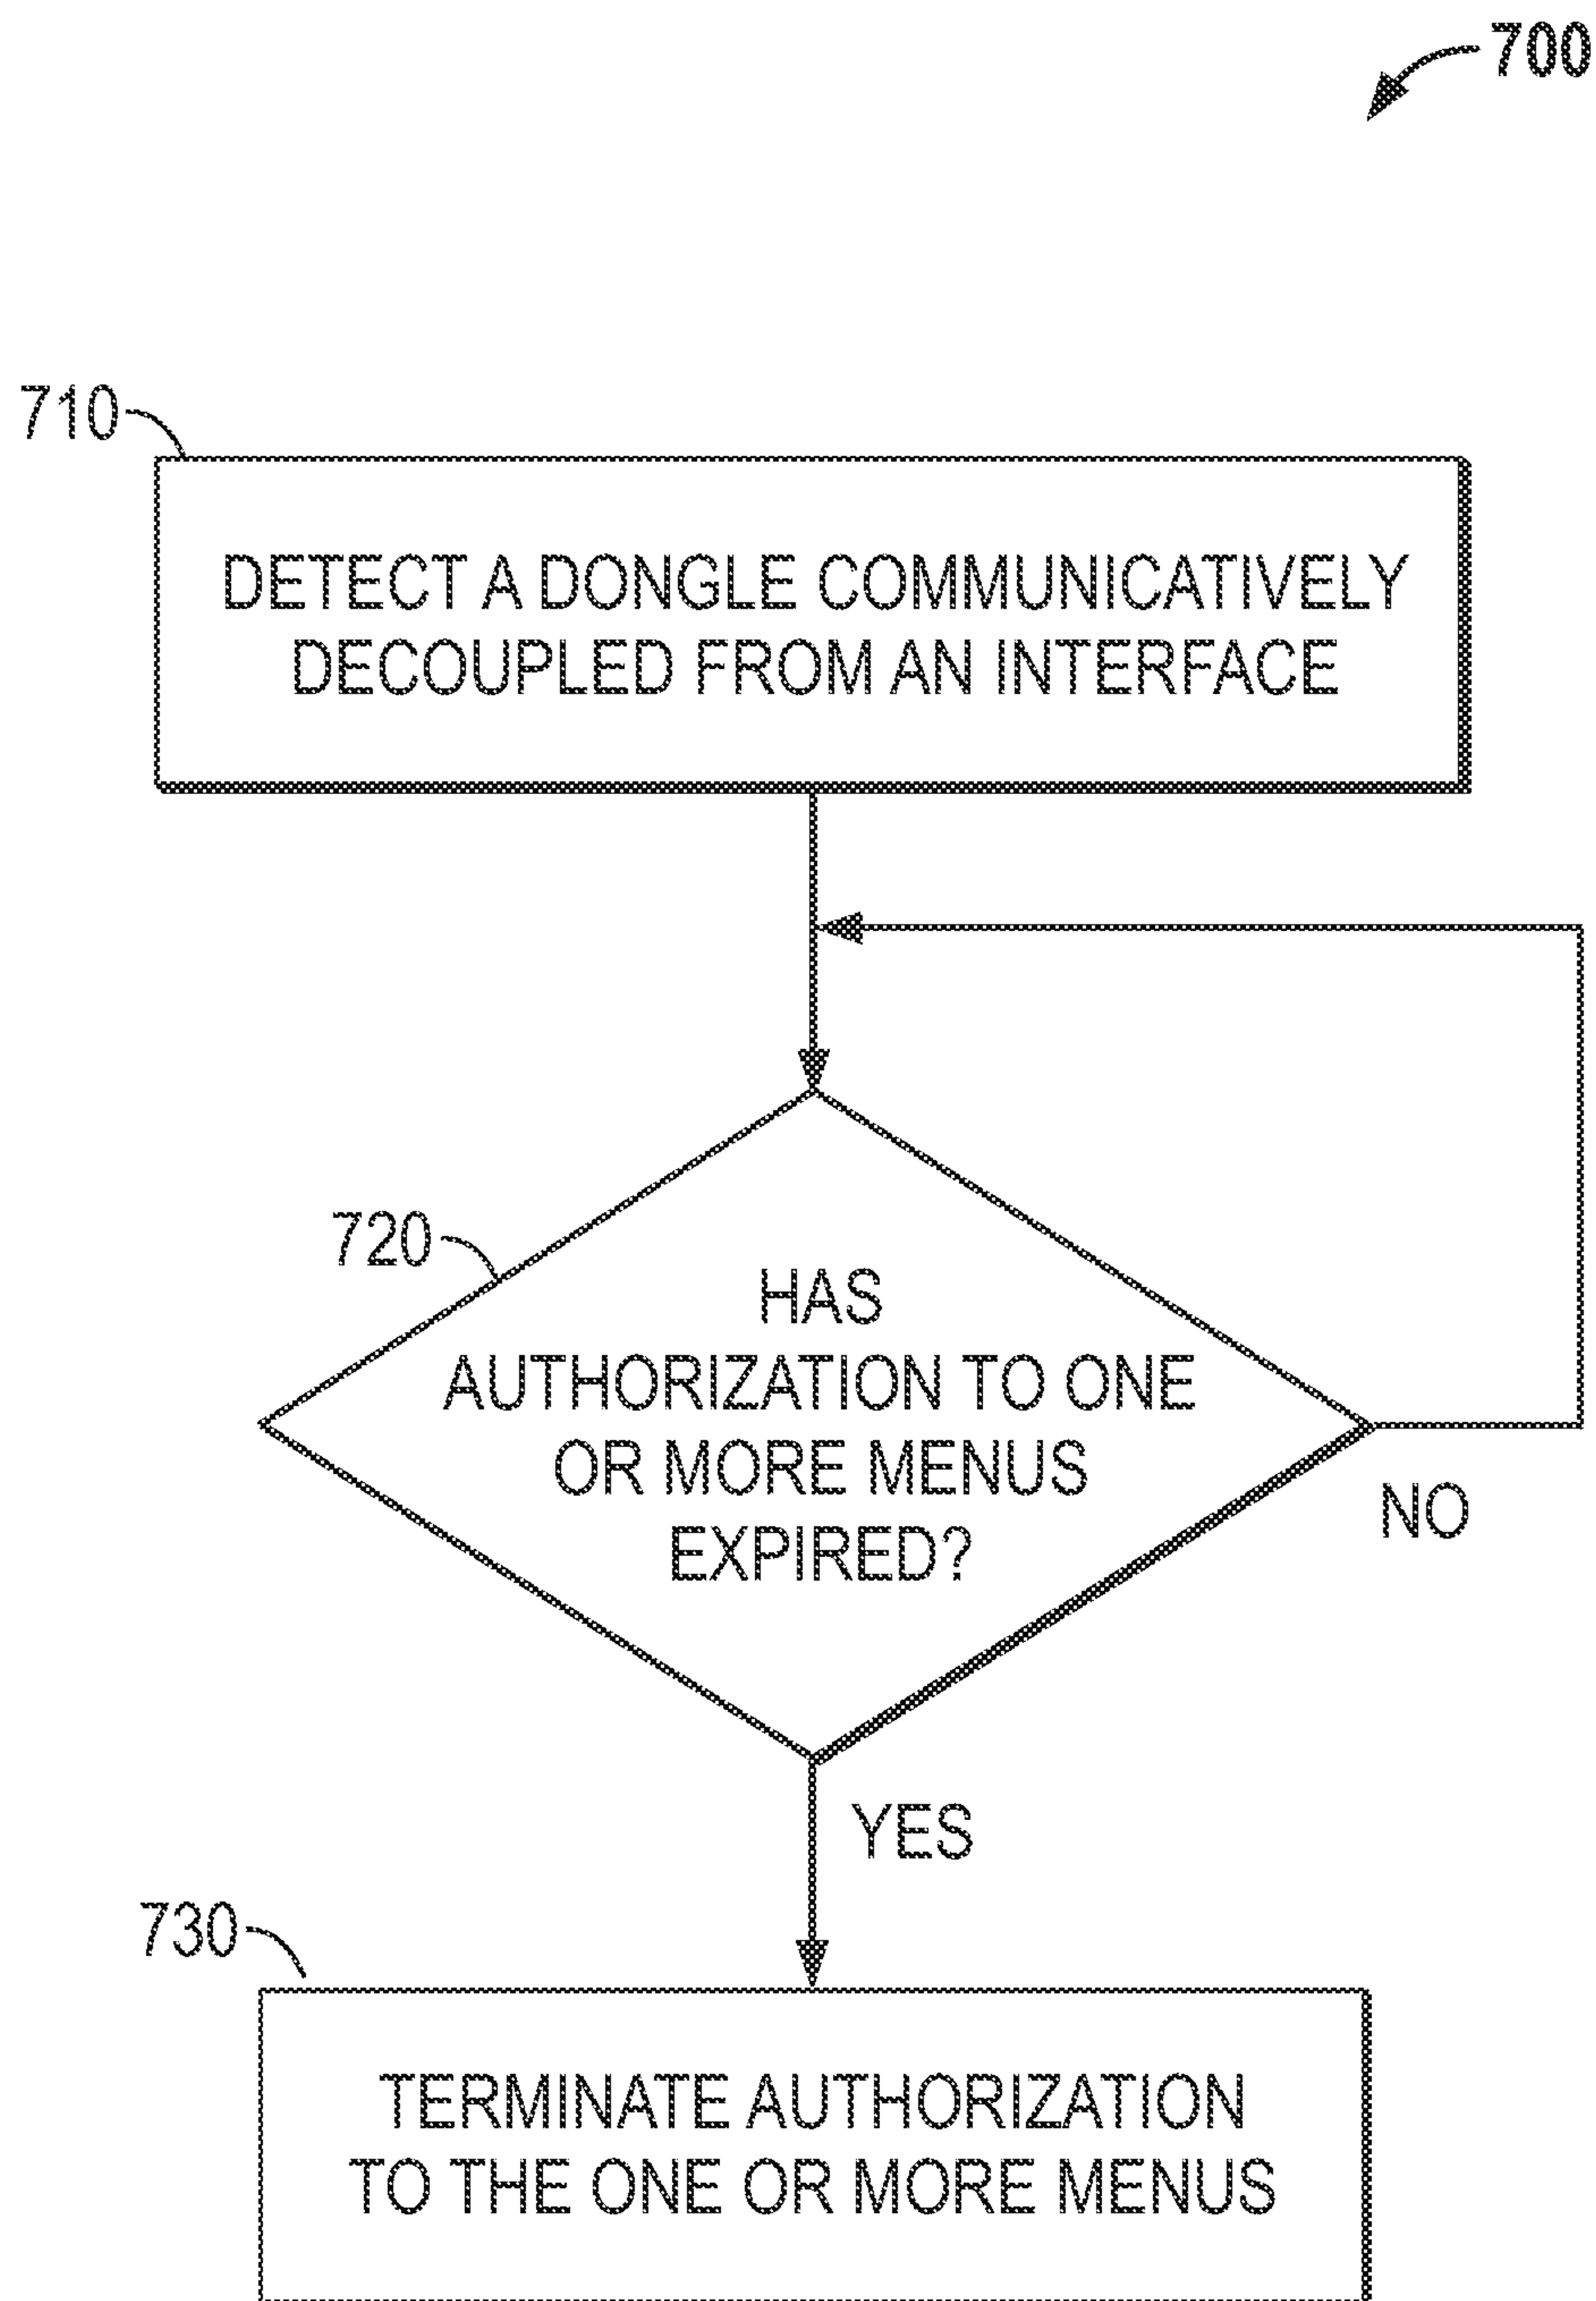 700
710
DETECT A DONGLE COMMUNICATIVELY
DECOUPLED FROM AN INTERFACE
720
HAS
AUTHORIZATION TO ONE
OR MORE MENUS
EXPIRED?
NO
YES
730
TERMINATE AUTHORIZATION
TO THE ONE OR MORE MENUS